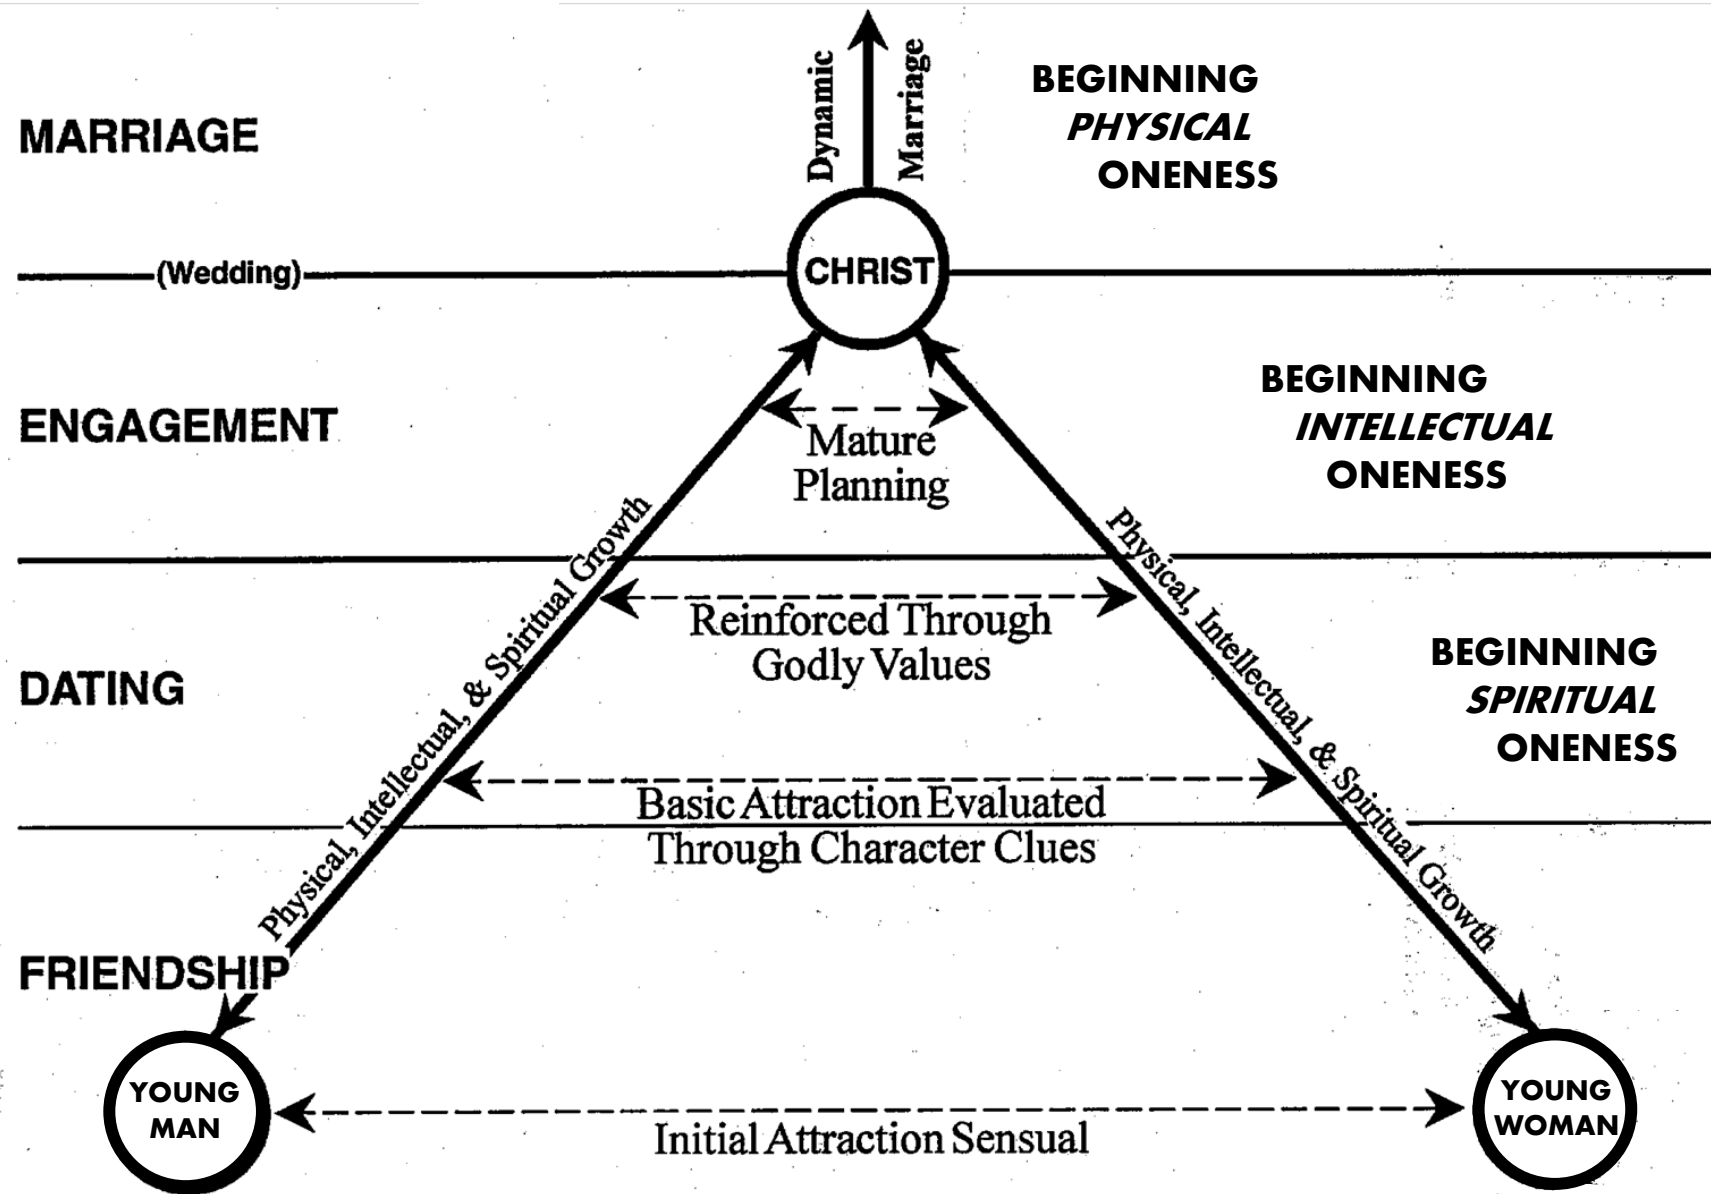 Dynamic
Marriage
BEGINNING
PHYSICAL
ONENESS
MARRIAGE
(Wedding)
CHRIST
BEGINNING
INTELLECTUAL
ONENESS
ENGAGEMENT
Mature
Planning
Physical, Intellectual, & Spiritual Growth
Physical, Intellectual, & Spiritual Growth
Reinforced Through
Godly Values
BEGINNING
SPIRITUAL
ONENESS
DATING
Basic Attraction Evaluated
Through Character Clues
FRIENDSHIP
YOUNG
MAN
YOUNG
WOMAN
Initial Attraction Sensual